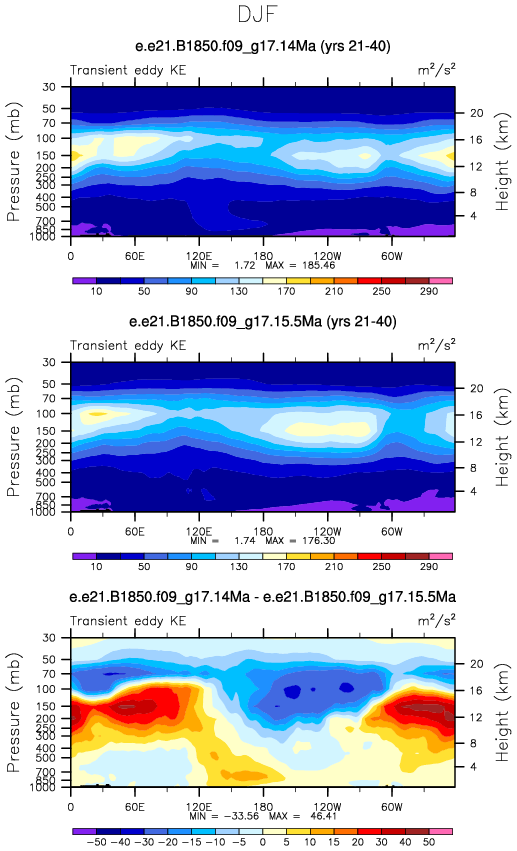 DJF
e.e21.B1850.f09_g17.14Ma (yrs 21-40)
Transient eddy KE m²/s²
Pressure (mb)
30
50
70
100
150
200
250
300
400
500
700
850
1000
20
16
12
8
4
Height (km)
0 60E 120E 180 120W 60W
MIN = 1.72 MAX = 185.46
10 50 90 130 170 210 250 290
e.e21.B1850.f09_g17.15.5Ma (yrs 21-40)
Transient eddy KE m²/s²
Pressure (mb)
30
50
70
100
150
200
250
300
400
500
700
850
1000
20
16
12
8
4
Height (km)
0 60E 120E 180 120W 60W
MIN = 1.74 MAX = 176.30
10 50 90 130 170 210 250 290
e.e21.B1850.f09_g17.14Ma - e.e21.B1850.f09_g17.15.5Ma
Transient eddy KE m²/s²
Pressure (mb)
30
50
70
100
150
200
250
300
400
500
700
850
1000
20
16
12
8
4
Height (km)
0 60E 120E 180 120W 60W
MIN = −33.56 MAX = 46.41
−50 −40 −30 −20 −15 −10 −5 0 5 10 15 20 30 40 50